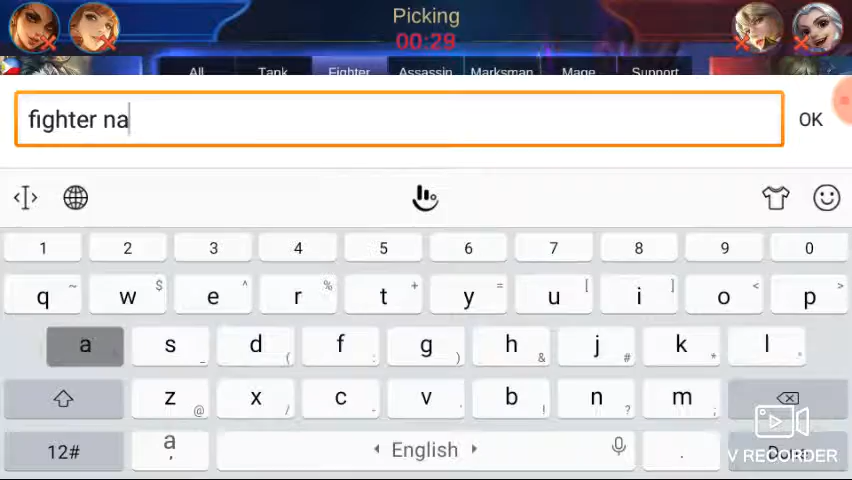 Picking
00:29
All Tank Fighter Assassin Marksman Mage Support
fighter na
OK
1 2 3 4 5 6 7 8 9 0
q ~ w $ e ^ r % t + y = u [ i ] o < p >
a s _ d ( f : g ) h & j # k * l "
z @ x / c - v ' b ! n ? m ;
12# a , English . Done
V RECORDER